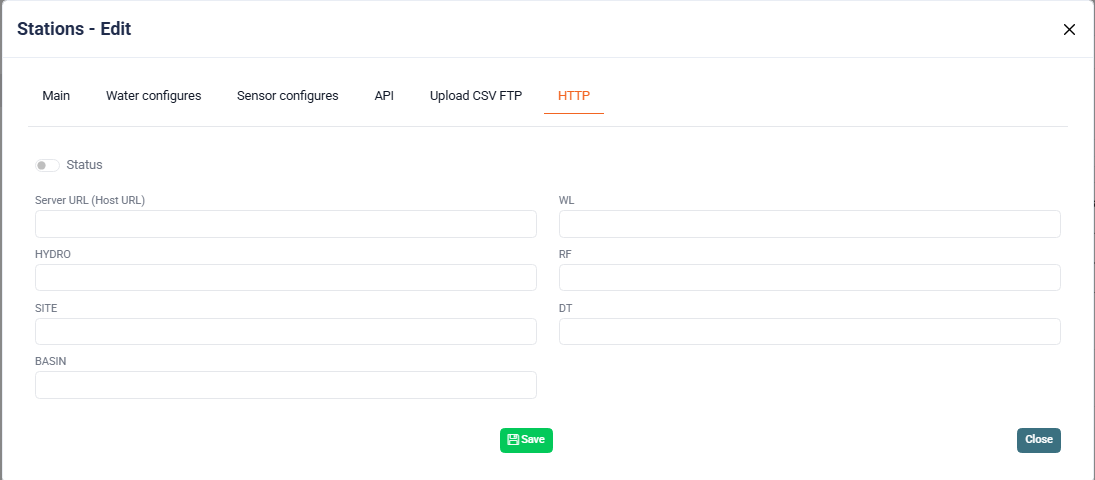 Stations - Edit
Main Water configures Sensor configures API Upload CSV FTP HTTP
Status
Server URL (Host URL) WL
HYDRO RF
SITE DT
BASIN
Save Close